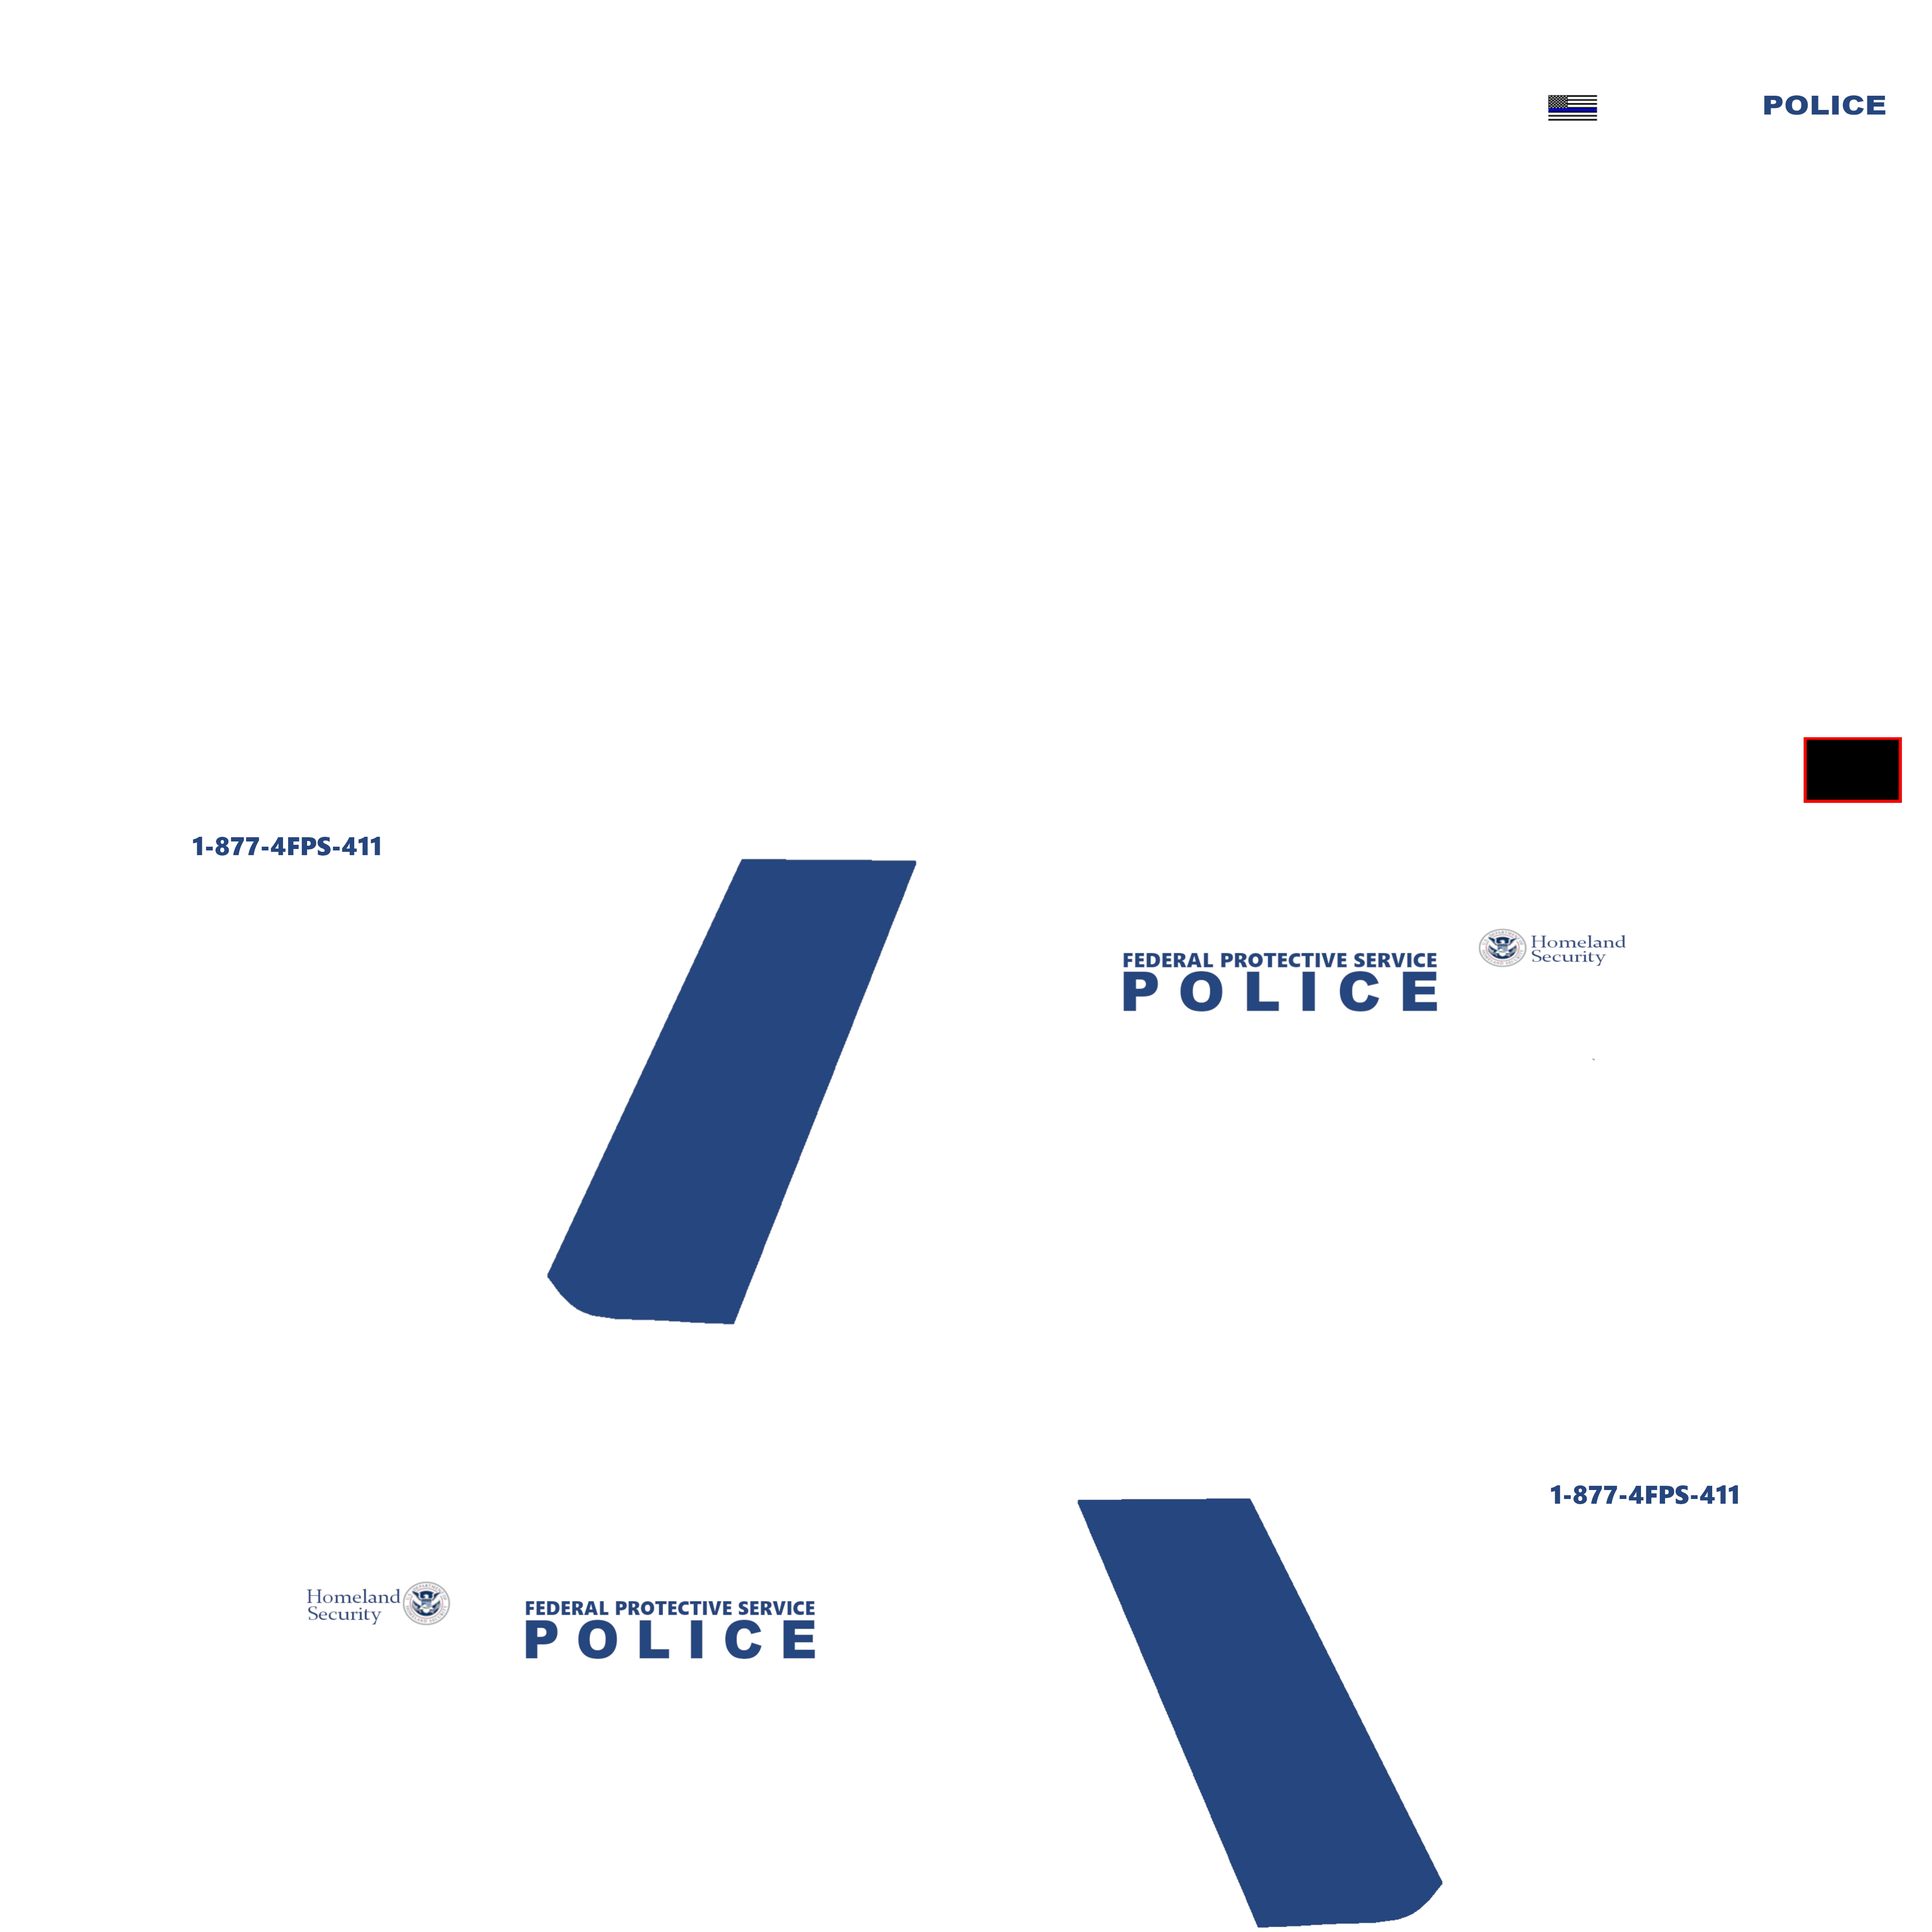 POLICE
1-877-4FPS-411
Homeland
Security
FEDERAL PROTECTIVE SERVICE
POLICE
1-877-4FPS-411
Homeland
Security
FEDERAL PROTECTIVE SERVICE
POLICE